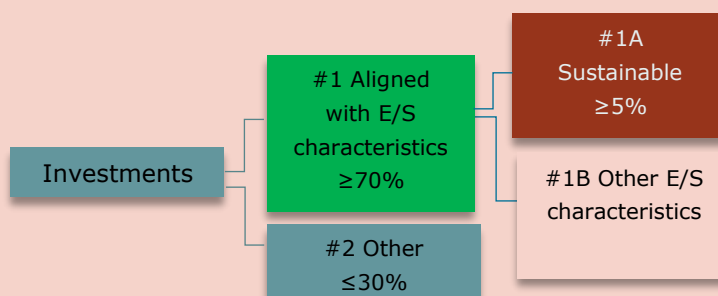 Investments
#1 Aligned
with E/S
characteristics
≥70%
#2 Other
≤30%
#1A
Sustainable
≥5%
#1B Other E/S
characteristics